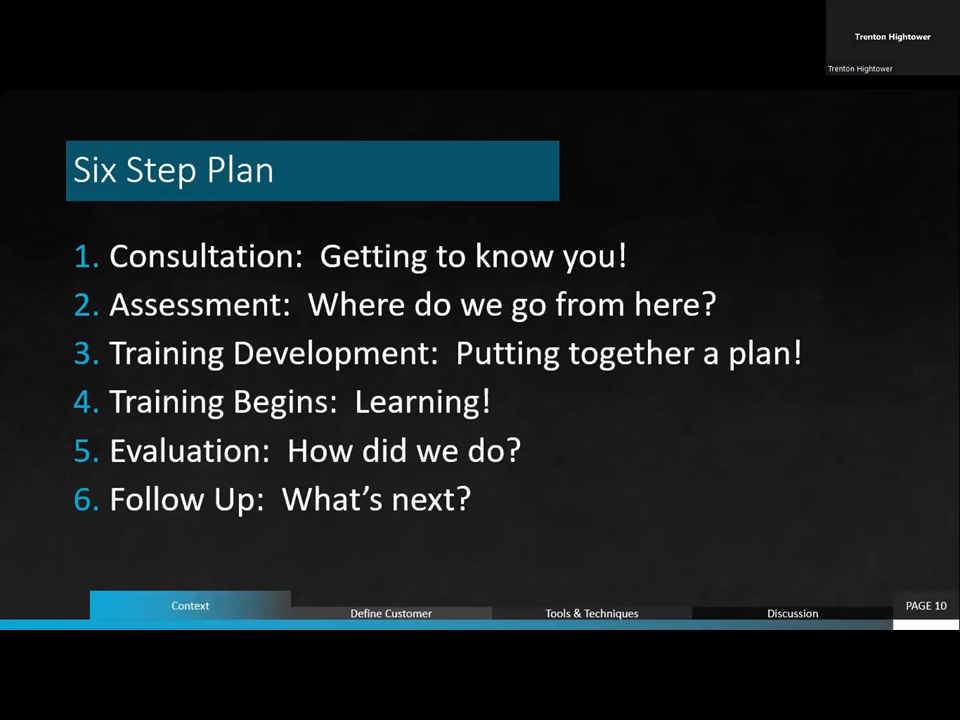 Trenton Hightower
Trenton Hightower
Six Step Plan
1. Consultation: Getting to know you!
2. Assessment: Where do we go from here?
3. Training Development: Putting together a plan!
4. Training Begins: Learning!
5. Evaluation: How did we do?
6. Follow Up: What’s next?
Context
Define Customer
Tools & Techniques
Discussion
PAGE 10